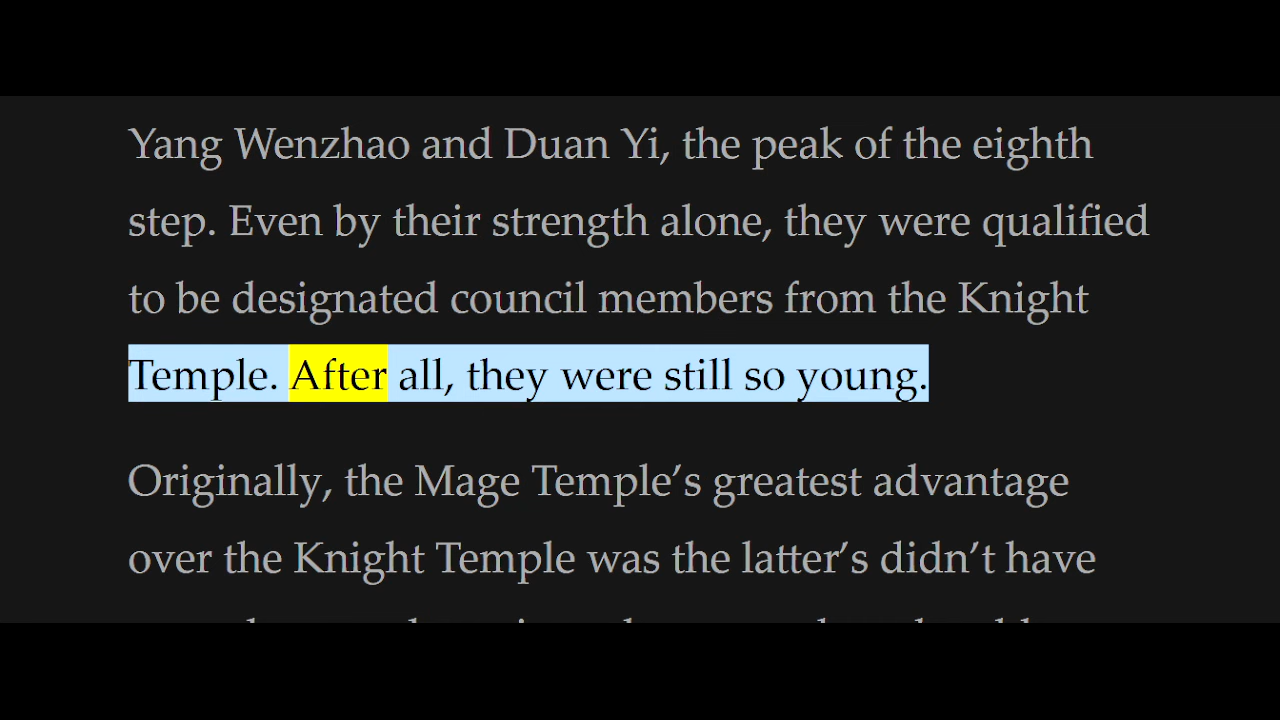 Yang Wenzhao and Duan Yi, the peak of the eighth
step. Even by their strength alone, they were qualified
to be designated council members from the Knight
Temple. After all, they were still so young.
Originally, the Mage Temple’s greatest advantage
over the Knight Temple was the latter’s didn’t have